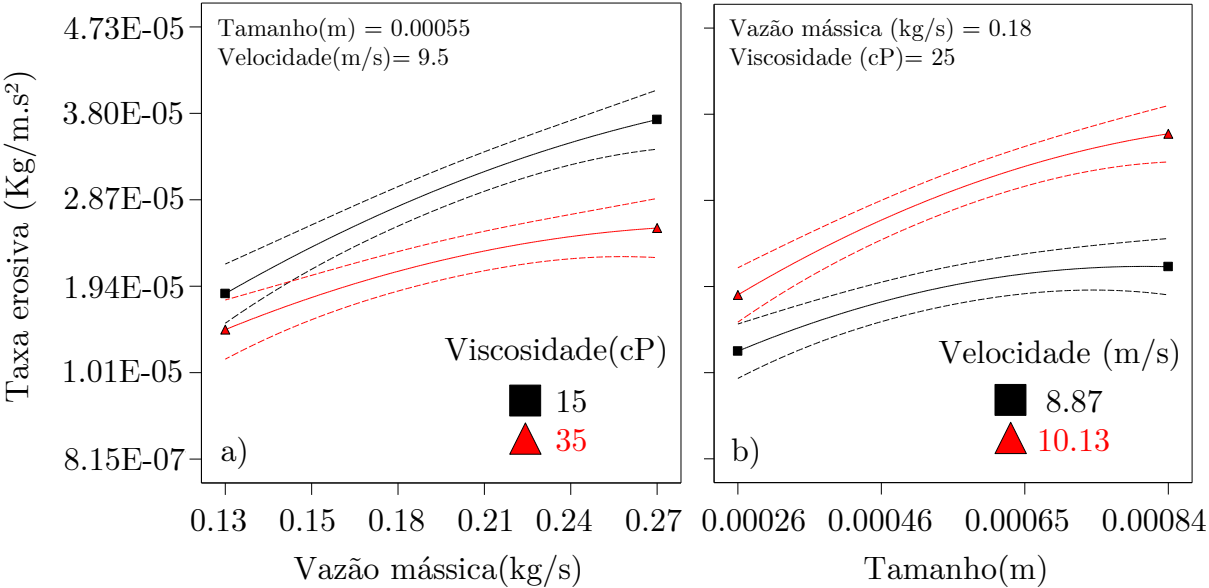 Taxa erosiva (Kg/m.s²)
4.73E-05
3.80E-05
2.87E-05
1.94E-05
1.01E-05
8.15E-07
Tamanho(m) = 0.00055
Velocidade(m/s)= 9.5
Viscosidade(cP)
15
35
a)
0.13 0.15 0.18 0.21 0.24 0.27
Vazão mássica(kg/s)
Vazão mássica (kg/s) = 0.18
Viscosidade (cP)= 25
Velocidade (m/s)
8.87
10.13
b)
0.00026 0.00046 0.00065 0.00084
Tamanho(m)